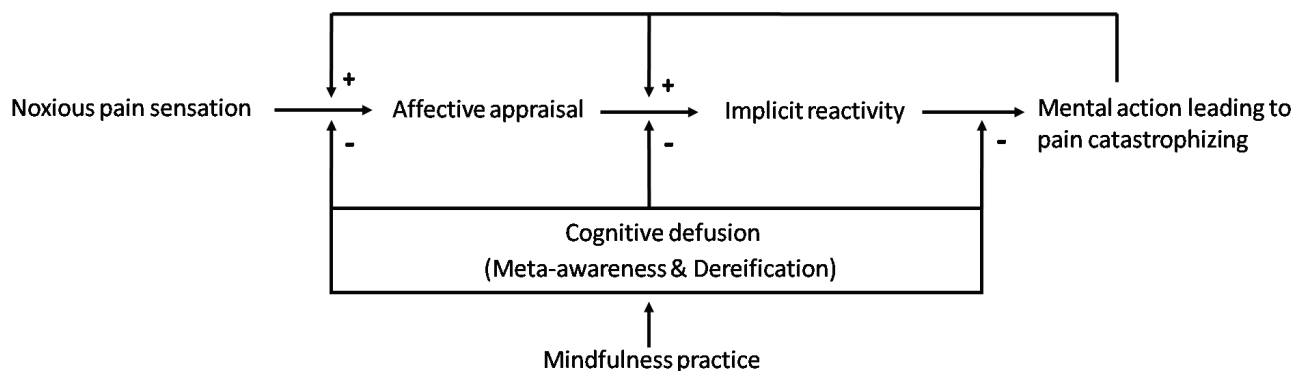 + +
Noxious pain sensation Affective appraisal Implicit reactivity Mental action leading to
pain catastrophizing
- - -
Cognitive defusion
(Meta-awareness & Dereification)
Mindfulness practice